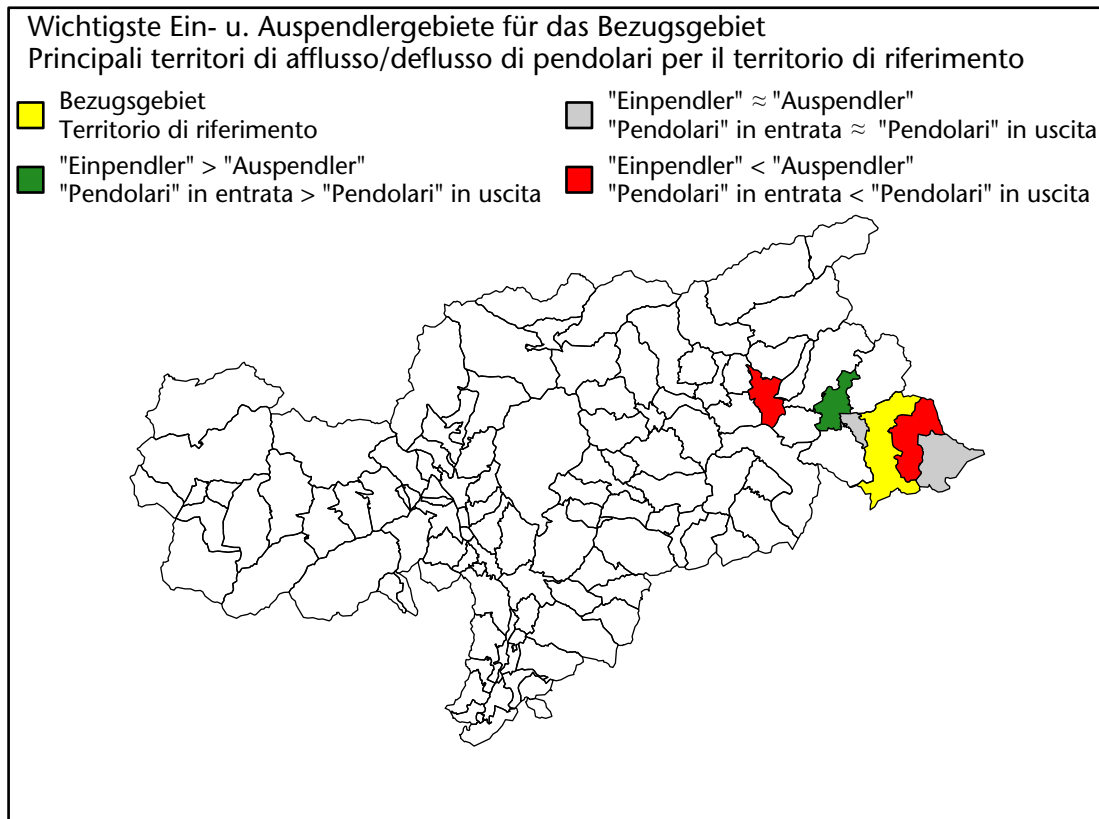 Wichtigste Ein- u. Auspendlergebiete für das Bezugsgebiet
Principali territori di afflusso/deflusso di pendolari per il territorio di riferimento
Bezugsgebiet
Territorio di riferimento
"Einpendler" > "Auspendler"
"Pendolari" in entrata > "Pendolari" in uscita
"Einpendler" ≈ "Auspendler"
"Pendolari" in entrata ≈ "Pendolari" in uscita
"Einpendler" < "Auspendler"
"Pendolari" in entrata < "Pendolari" in uscita